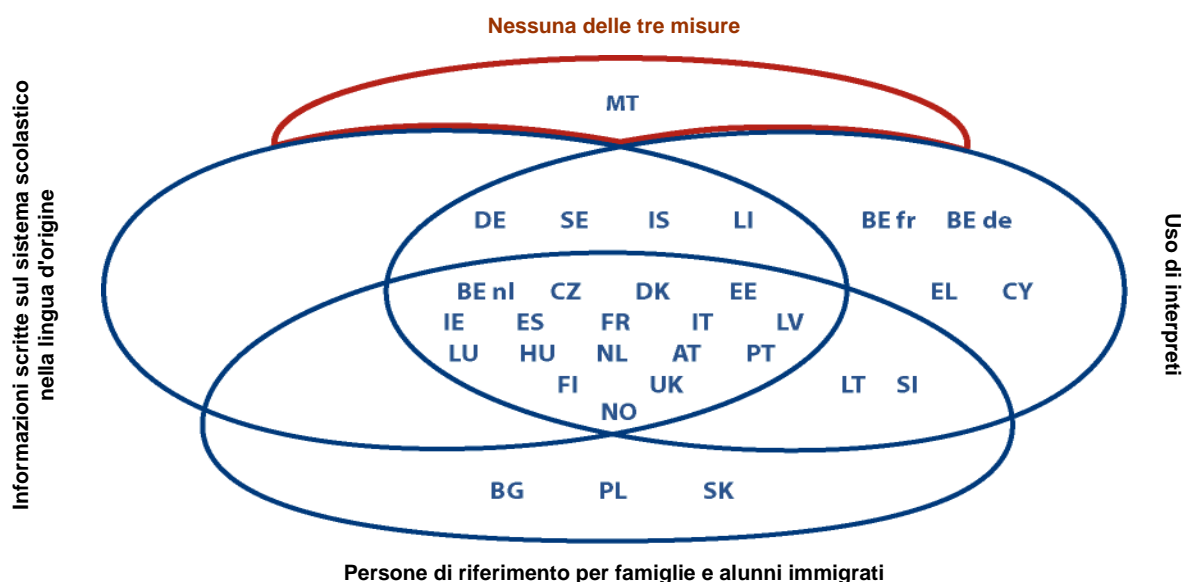 Nessuna delle tre misure
MT
DE SE IS LI BE fr BE de
BE nl CZ DK EE EL CY
IE ES FR IT LV
LU HU NL AT PT
FI UK LT SI
NO
BG PL SK
Informazioni scritte sul sistema scolastico
nella lingua d'origine
Uso di interpreti
Persone di riferimento per famiglie e alunni immigrati